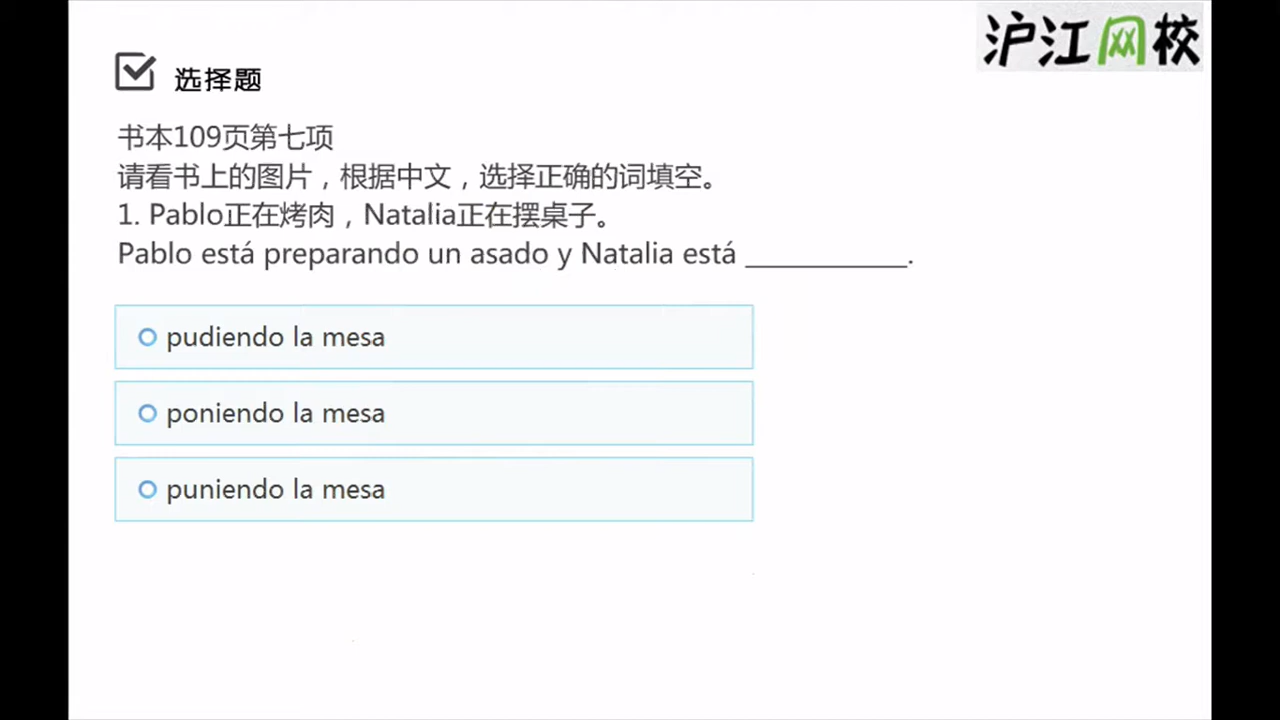 沪江网校
选择题
书本109页第七项
请看书上的图片，根据中文，选择正确的词填空。
1. Pablo正在烤肉，Natalia正在摆桌子。
Pablo está preparando un asado y Natalia está ____________.
pudiendo la mesa
poniendo la mesa
puniendo la mesa